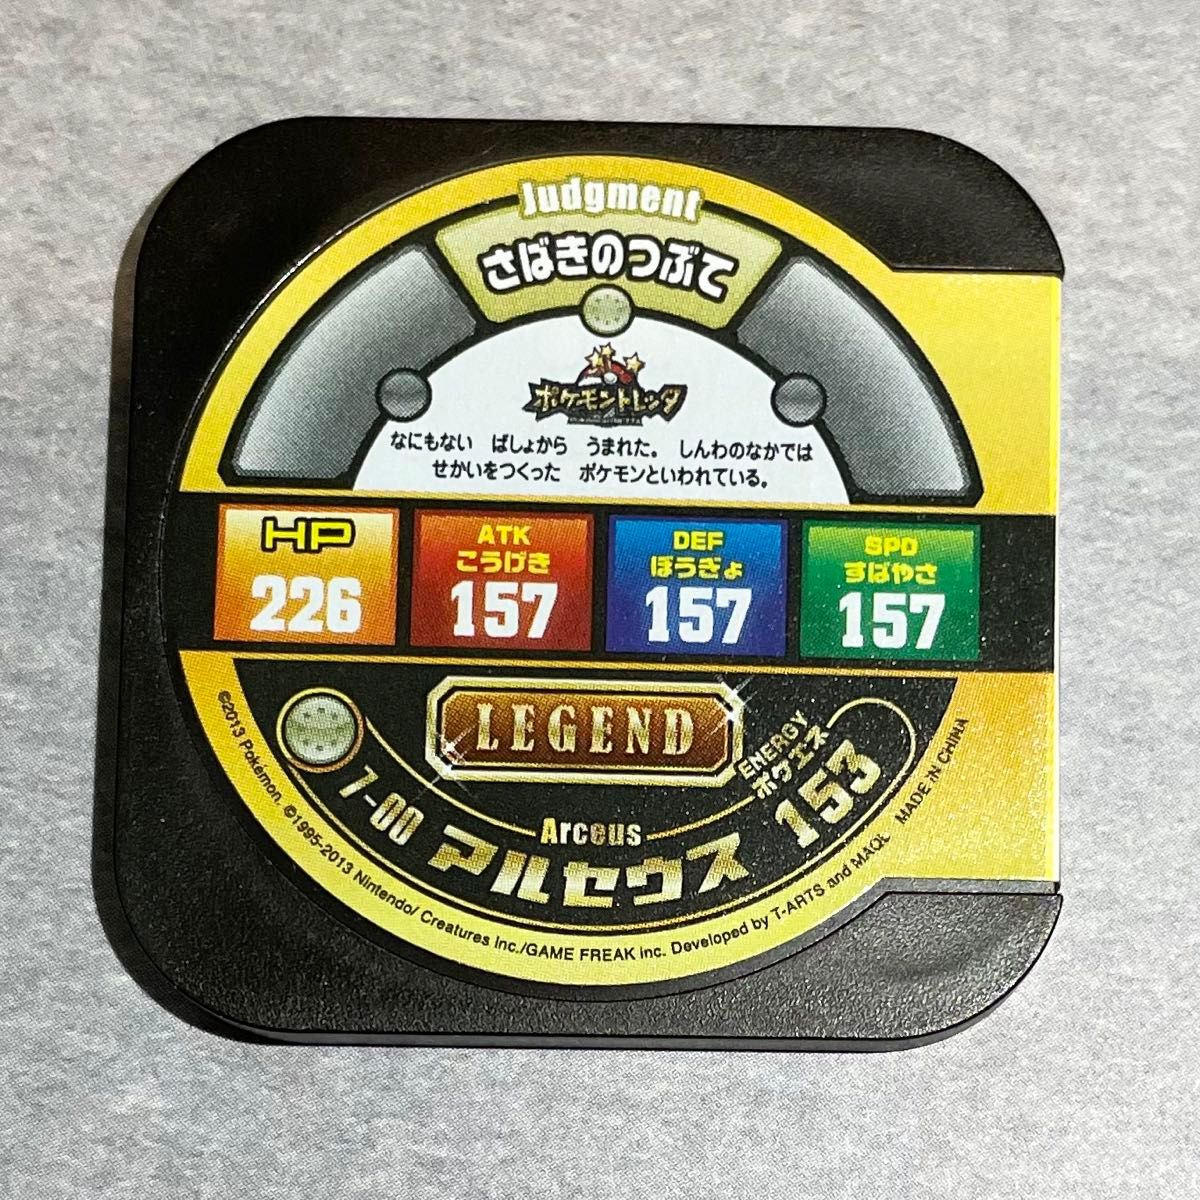 Judgment
さばきのつぶて
ポケモントレッタ
なにもない ばしょから うまれた。 しんわのなかでは
せかいをつくった ポケモンといわれている。
HP
226
ATK
こうげき
157
DEF
ぼうぎょ
157
SPD
すばやさ
157
LEGEND
ENERGY
ポケエネ
153
7-00
Arceus
アルセウス
©2013 Pokémon. ©1995-2013 Nintendo/ Creatures Inc./GAME FREAK inc. Developed by T-ARTS and MARV MADE IN CHINA